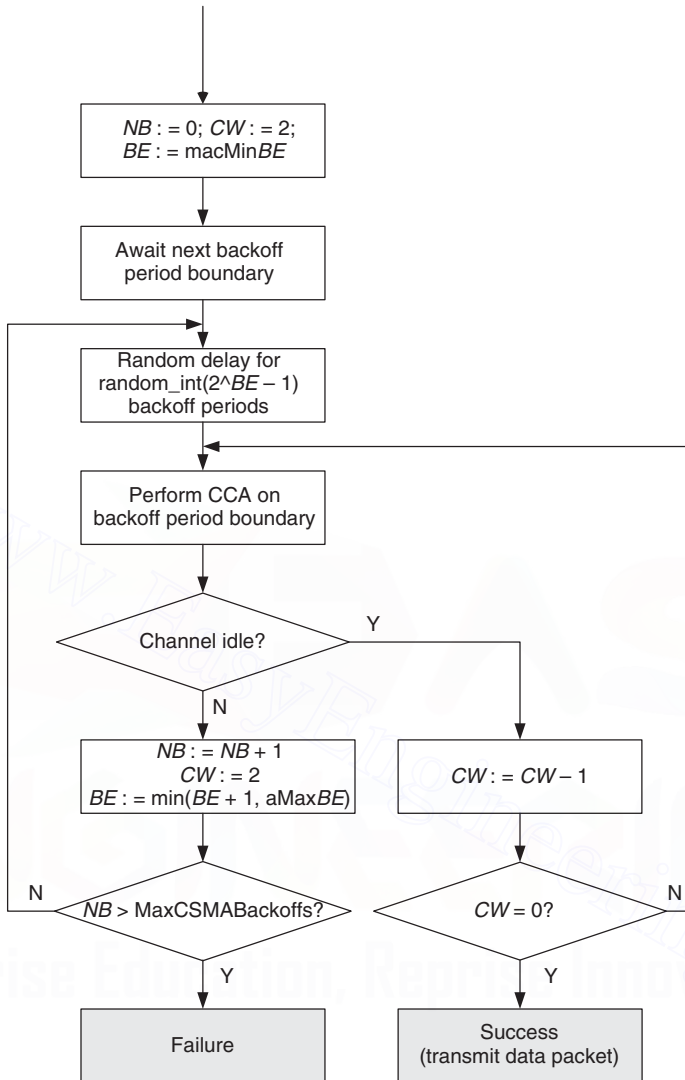 NB : = 0; CW : = 2;
BE : = macMinBE
Await next backoff
period boundary
Random delay for
random_int(2^BE – 1)
backoff periods
Perform CCA on
backoff period boundary
Channel idle?
Y
N
NB : = NB + 1
CW : = 2
BE : = min(BE + 1, aMaxBE)
CW : = CW – 1
N
NB > MaxCSMABackoffs?
CW = 0?
N
Y
Y
Failure
Success
(transmit data packet)